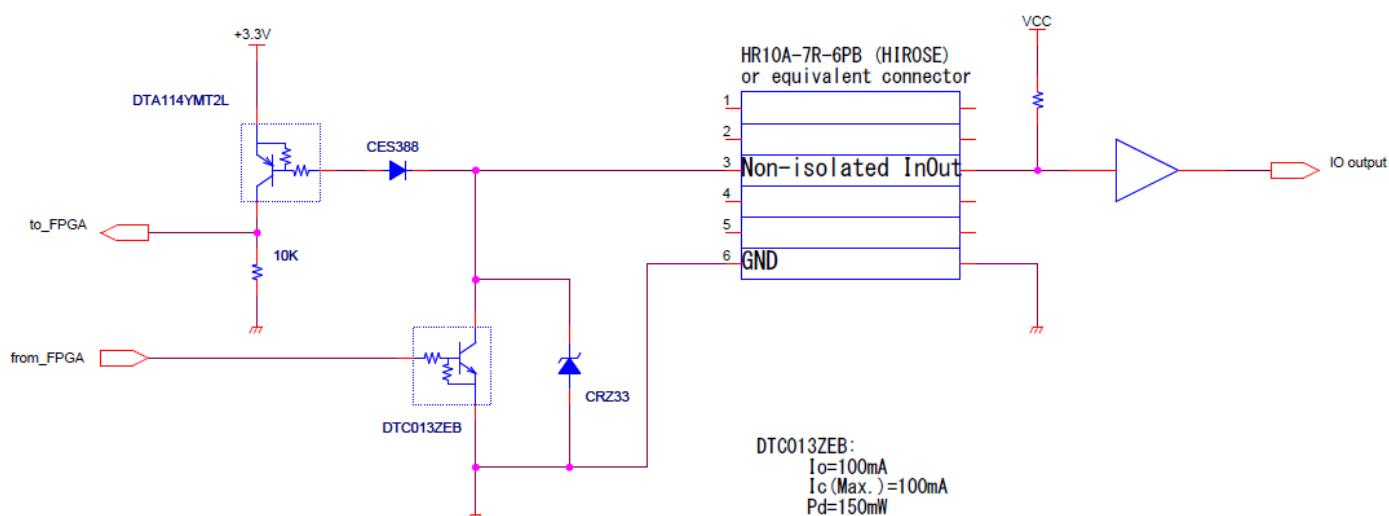 +3.3V
VCC
HR10A-7R-6PB (HIROSE)
or equivalent connector
DTA114YMT2L
CES388
1
2
3 Non-isolated InOut
IO output
4
to_FPGA
5
10K
6 GND
from_FPGA
CRZ33
DTC013ZEB
DTC013ZEB:
Io=100mA
Ic(Max.)=100mA
Pd=150mW